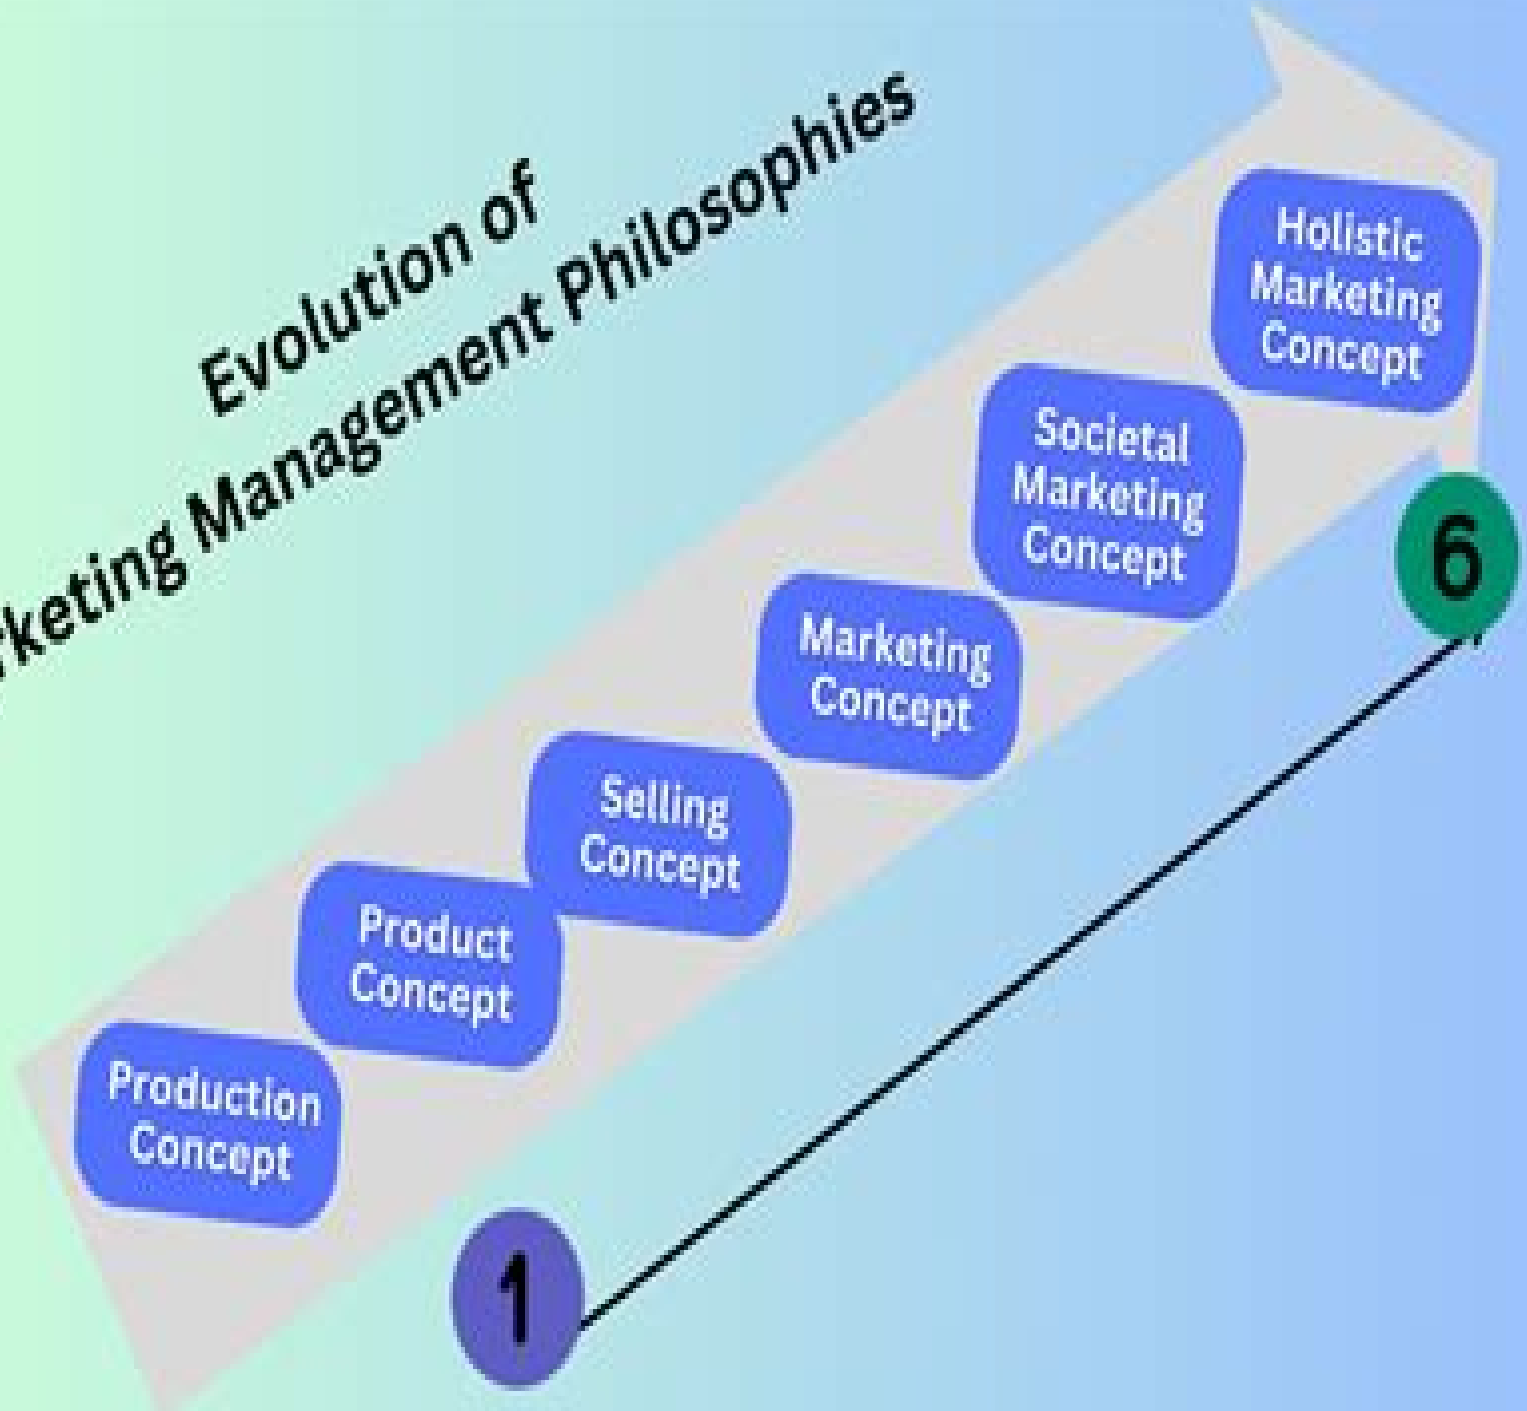 Evolution of
rketing Management Philosophies
Holistic
Marketing
Concept
Societal
Marketing
Concept
Marketing
Concept
Selling
Concept
Product
Concept
Production
Concept
6
1